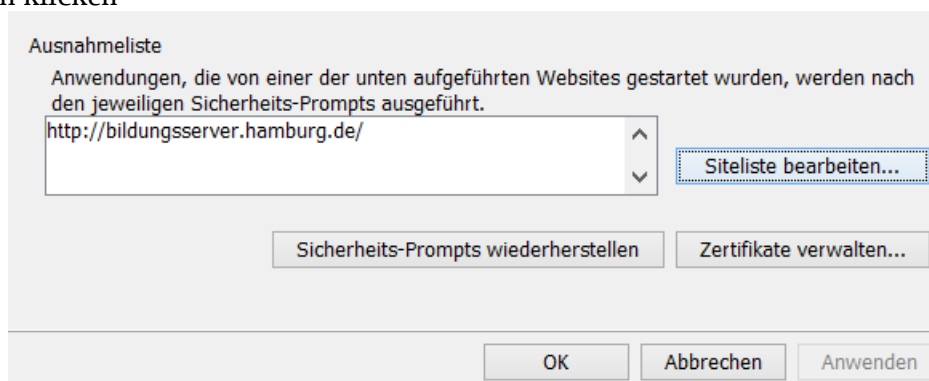 klicken
Ausnahmeliste
Anwendungen, die von einer der unten aufgeführten Websites gestartet wurden, werden nach
den jeweiligen Sicherheits-Prompts ausgeführt.
http://bildungsserver.hamburg.de/
Siteliste bearbeiten...
Sicherheits-Prompts wiederherstellen
Zertifikate verwalten...
OK
Abbrechen
Anwenden